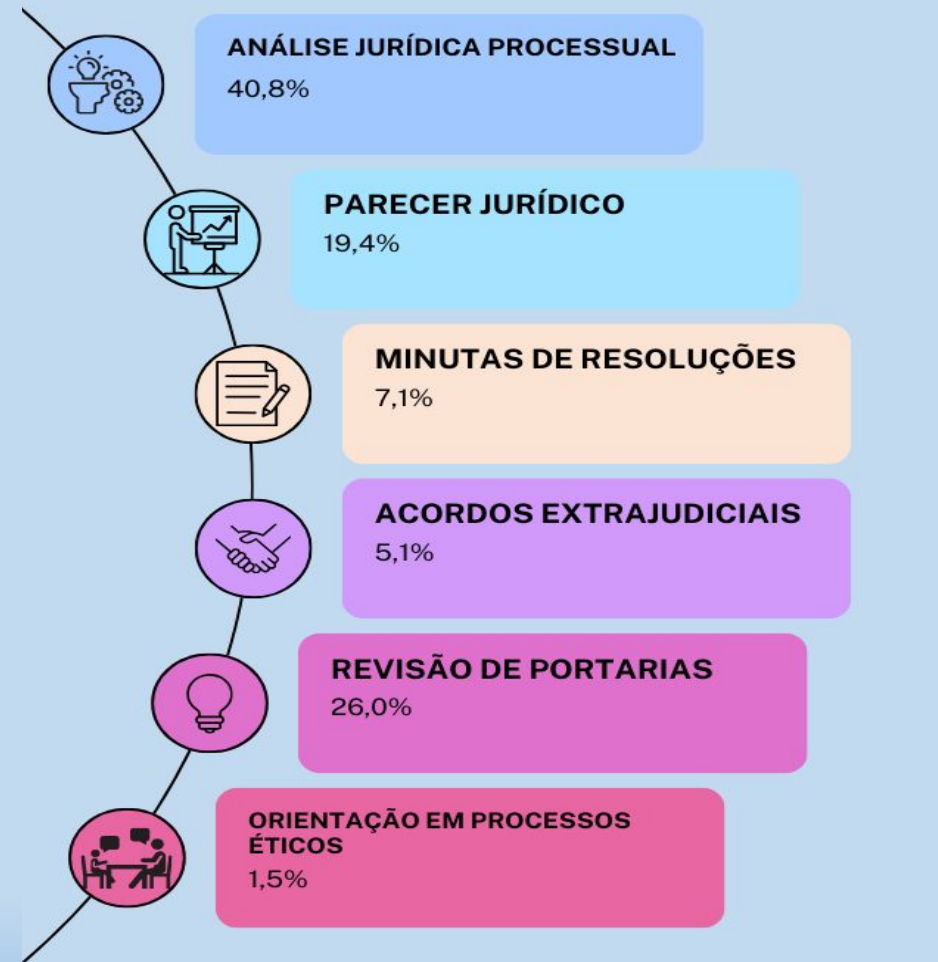 ANÁLISE JURÍDICA PROCESSUAL
40,8%
PARECER JURÍDICO
19,4%
MINUTAS DE RESOLUÇÕES
7,1%
ACORDOS EXTRAJUDICIAIS
5,1%
REVISÃO DE PORTARIAS
26,0%
ORIENTAÇÃO EM PROCESSOS
ÉTICOS
1,5%